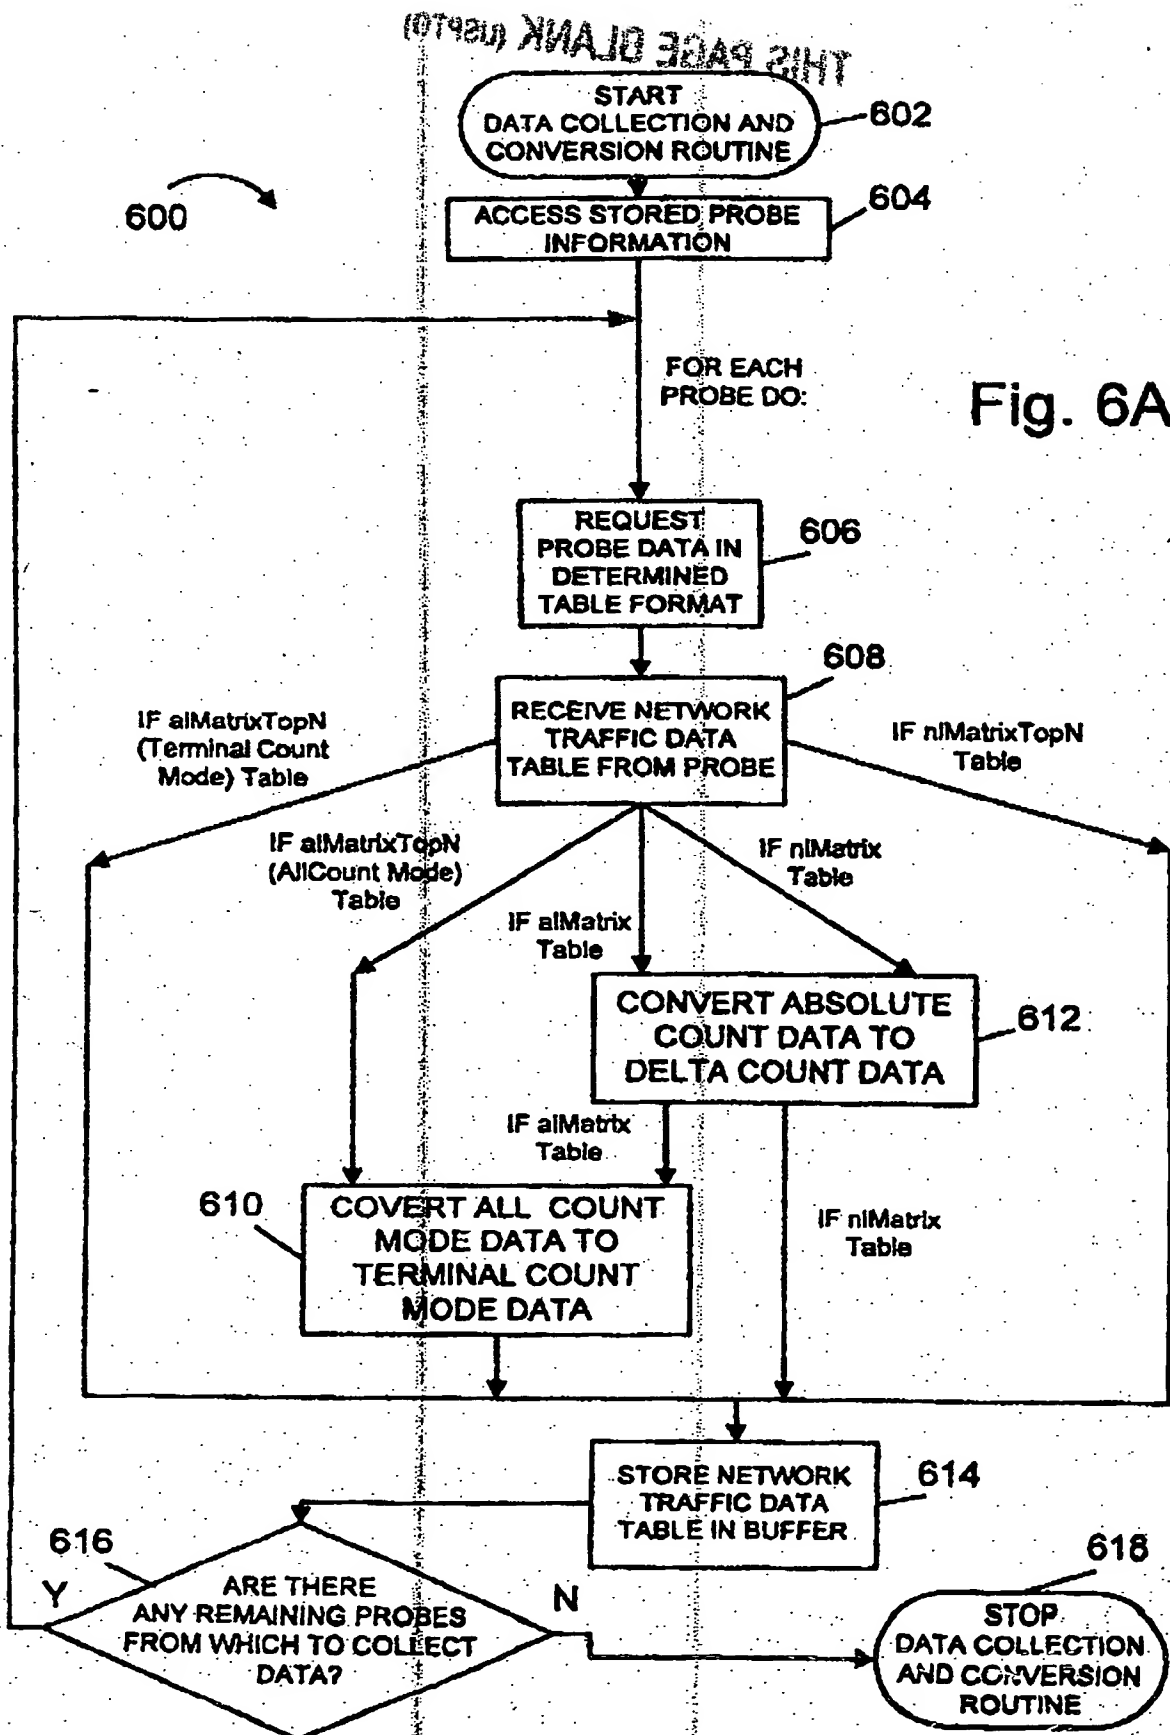 THIS PAGE BLANK (USPTO)
START
DATA COLLECTION AND
CONVERSION ROUTINE
602
600
ACCESS STORED PROBE
INFORMATION
604
FOR EACH
PROBE DO:
Fig. 6A
REQUEST
PROBE DATA IN
DETERMINED
TABLE FORMAT
606
608
RECEIVE NETWORK
TRAFFIC DATA
TABLE FROM PROBE
IF alMatrixTopN
(Terminal Count
Mode) Table
IF nlMatrixTopN
Table
IF alMatrixTopN
(AllCount Mode)
Table
IF alMatrix
Table
IF nlMatrix
Table
CONVERT ABSOLUTE
COUNT DATA TO
DELTA COUNT DATA
612
IF alMatrix
Table
610
COVERT ALL COUNT
MODE DATA TO
TERMINAL COUNT
MODE DATA
IF nlMatrix
Table
STORE NETWORK
TRAFFIC DATA
TABLE IN BUFFER
614
616
Y
ARE THERE
ANY REMAINING PROBES
FROM WHICH TO COLLECT
DATA?
N
618
STOP
DATA COLLECTION
AND CONVERSION
ROUTINE